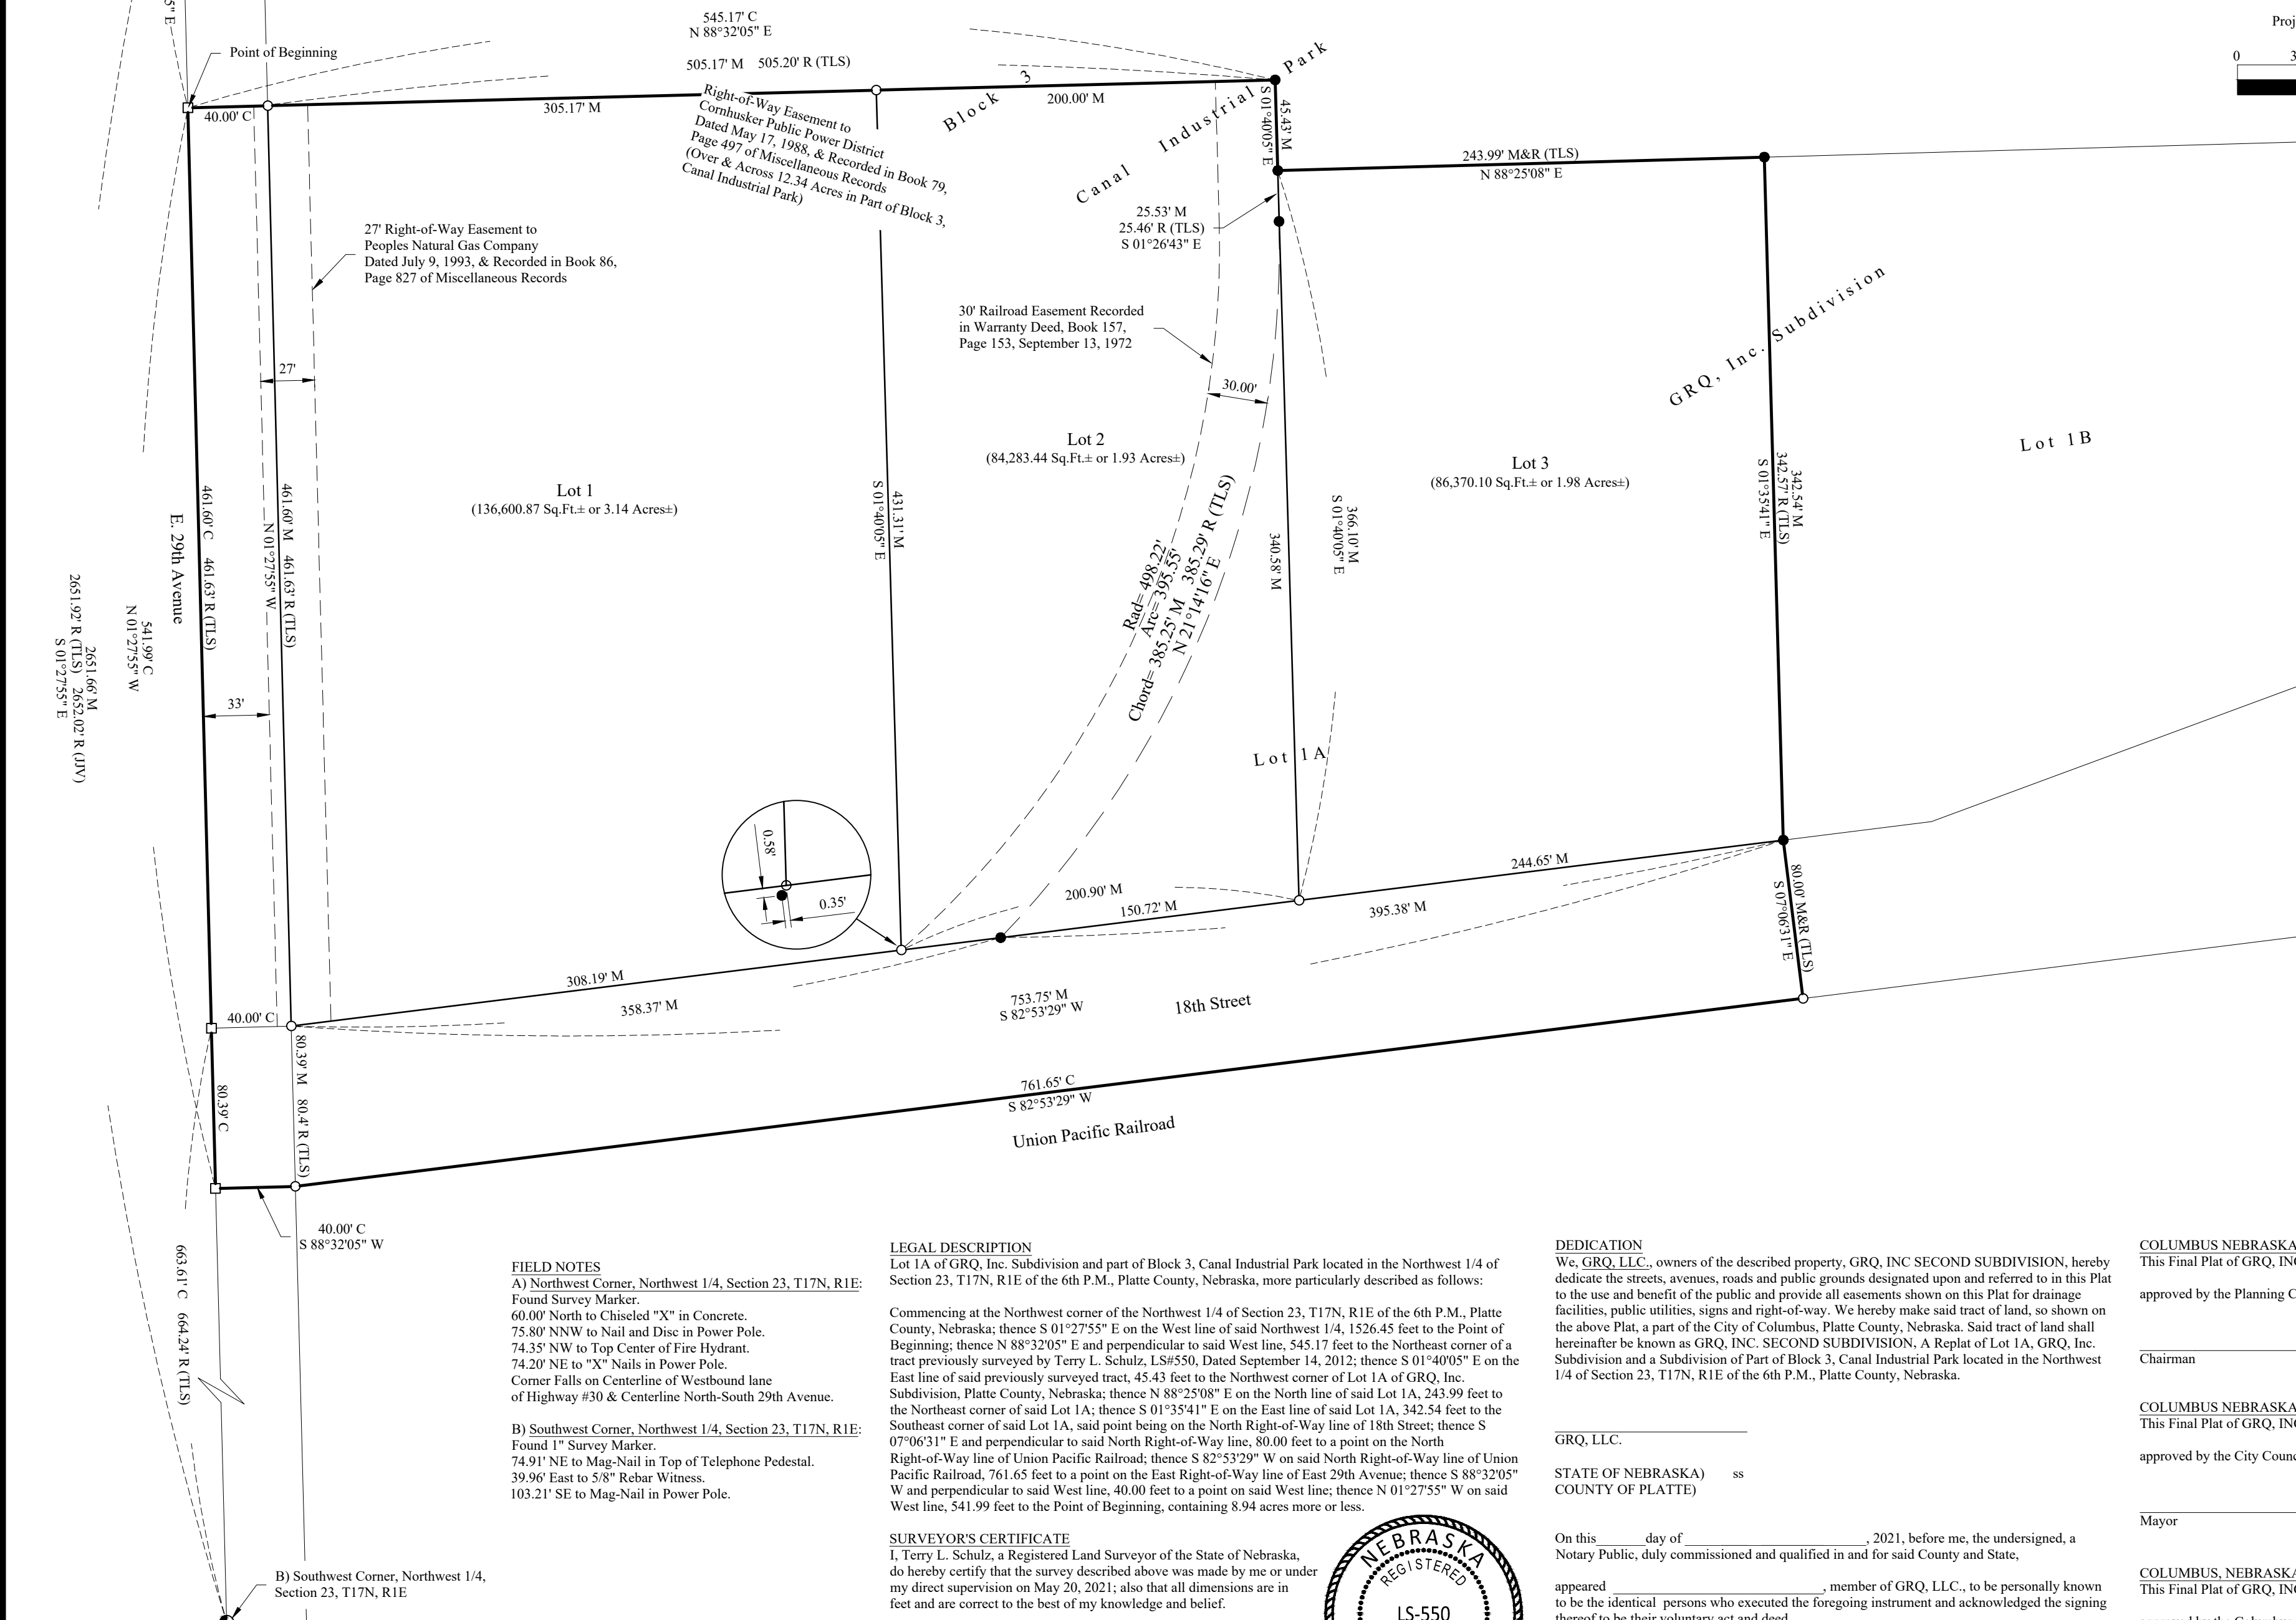 5" E
545.17' C
N 88°32'05" E
Point of Beginning
505.17' M 505.20' R (TLS)
40.00' C
305.17' M
200.00' M
Block 3
Canal Industrial Park
Right-of-Way Easement to
Cornhusker Public Power District
Dated May 17, 1988, & Recorded in Book 79,
Page 497 of Miscellaneous Records
(Over & Across 12.34 Acres in Part of Block 3,
Canal Industrial Park)
S 01°40'05" E
45.43' M
243.99' M&R (TLS)
N 88°25'08" E
Proj
0 3
27' Right-of-Way Easement to
Peoples Natural Gas Company
Dated July 9, 1993, & Recorded in Book 86,
Page 827 of Miscellaneous Records
25.53' M
25.46' R (TLS)
S 01°26'43" E
30' Railroad Easement Recorded
in Warranty Deed, Book 157,
Page 153, September 13, 1972
27'
30.00'
GRQ, Inc. Subdivision
Lot 1
(136,600.87 Sq.Ft.± or 3.14 Acres±)
Lot 2
(84,283.44 Sq.Ft.± or 1.93 Acres±)
Lot 3
(86,370.10 Sq.Ft.± or 1.98 Acres±)
Lot 1B
E. 29th Avenue
461.60' C 461.63' R (TLS)
461.60' M 461.63' R (TLS)
N 01°27'55" W
431.31' M
S 01°40'05" E
Rad= 498.22'
Arc= 395.55'
Chord= 385.25' M 385.29' R (TLS)
N 21°14'16" E
340.58' M
366.10' M
S 01°40'05" E
342.54' M
342.57' R (TLS)
S 01°35'41" E
541.99' C
N 01°27'55" W
2651.66' M
2651.92' R (TLS) 2652.02' R (JJV)
S 01°27'55" E
33'
Lot 1A
0.58'
0.35'
200.90' M
150.72' M
244.65' M
395.38' M
80.00' M&R (TLS)
S 07°06'31" E
308.19' M
358.37' M
753.75' M
S 82°53'29" W
18th Street
40.00' C
80.39' C
80.39' M 80.4' R (TLS)
761.65' C
S 82°53'29" W
Union Pacific Railroad
40.00' C
S 88°32'05" W
663.61' C 664.24' R (TLS)
B) Southwest Corner, Northwest 1/4,
Section 23, T17N, R1E
FIELD NOTES
A) Northwest Corner, Northwest 1/4, Section 23, T17N, R1E:
Found Survey Marker.
60.00' North to Chiseled "X" in Concrete.
75.80' NNW to Nail and Disc in Power Pole.
74.35' NW to Top Center of Fire Hydrant.
74.20' NE to "X" Nails in Power Pole.
Corner Falls on Centerline of Westbound lane
of Highway #30 & Centerline North-South 29th Avenue.
B) Southwest Corner, Northwest 1/4, Section 23, T17N, R1E:
Found 1" Survey Marker.
74.91' NE to Mag-Nail in Top of Telephone Pedestal.
39.96' East to 5/8" Rebar Witness.
103.21' SE to Mag-Nail in Power Pole.
LEGAL DESCRIPTION
Lot 1A of GRQ, Inc. Subdivision and part of Block 3, Canal Industrial Park located in the Northwest 1/4 of
Section 23, T17N, R1E of the 6th P.M., Platte County, Nebraska, more particularly described as follows:
Commencing at the Northwest corner of the Northwest 1/4 of Section 23, T17N, R1E of the 6th P.M., Platte
County, Nebraska; thence S 01°27'55" E on the West line of said Northwest 1/4, 1526.45 feet to the Point of
Beginning; thence N 88°32'05" E and perpendicular to said West line, 545.17 feet to the Northeast corner of a
tract previously surveyed by Terry L. Schulz, LS#550, Dated September 14, 2012; thence S 01°40'05" E on the
East line of said previously surveyed tract, 45.43 feet to the Northwest corner of Lot 1A of GRQ, Inc.
Subdivision, Platte County, Nebraska; thence N 88°25'08" E on the North line of said Lot 1A, 243.99 feet to
the Northeast corner of said Lot 1A; thence S 01°35'41" E on the East line of said Lot 1A, 342.54 feet to the
Southeast corner of said Lot 1A, said point being on the North Right-of-Way line of 18th Street; thence S
07°06'31" E and perpendicular to said North Right-of-Way line, 80.00 feet to a point on the North
Right-of-Way line of Union Pacific Railroad; thence S 82°53'29" W on said North Right-of-Way line of Union
Pacific Railroad, 761.65 feet to a point on the East Right-of-Way line of East 29th Avenue; thence S 88°32'05"
W and perpendicular to said West line, 40.00 feet to a point on said West line; thence N 01°27'55" W on said
West line, 541.99 feet to the Point of Beginning, containing 8.94 acres more or less.
SURVEYOR'S CERTIFICATE
I, Terry L. Schulz, a Registered Land Surveyor of the State of Nebraska,
do hereby certify that the survey described above was made by me or under
my direct supervision on May 20, 2021; also that all dimensions are in
feet and are correct to the best of my knowledge and belief.
NEBRASKA
REGISTERED
LS-550
DEDICATION
We, GRQ, LLC., owners of the described property, GRQ, INC SECOND SUBDIVISION, hereby
dedicate the streets, avenues, roads and public grounds designated upon and referred to in this Plat
to the use and benefit of the public and provide all easements shown on this Plat for drainage
facilities, public utilities, signs and right-of-way. We hereby make said tract of land, so shown on
the above Plat, a part of the City of Columbus, Platte County, Nebraska. Said tract of land shall
hereinafter be known as GRQ, INC. SECOND SUBDIVISION, A Replat of Lot 1A, GRQ, Inc.
Subdivision and a Subdivision of Part of Block 3, Canal Industrial Park located in the Northwest
1/4 of Section 23, T17N, R1E of the 6th P.M., Platte County, Nebraska.
GRQ, LLC.
STATE OF NEBRASKA) ss
COUNTY OF PLATTE)
On this ______ day of ______, 2021, before me, the undersigned, a
Notary Public, duly commissioned and qualified in and for said County and State,
appeared ______, member of GRQ, LLC., to be personally known
to be the identical persons who executed the foregoing instrument and acknowledged the signing
thereof to be their voluntary act and deed.
COLUMBUS NEBRASKA
This Final Plat of GRQ, INC
approved by the Planning C
Chairman
COLUMBUS NEBRASKA
This Final Plat of GRQ, INC
approved by the City Counc
Mayor
COLUMBUS, NEBRASKA
This Final Plat of GRQ, INC